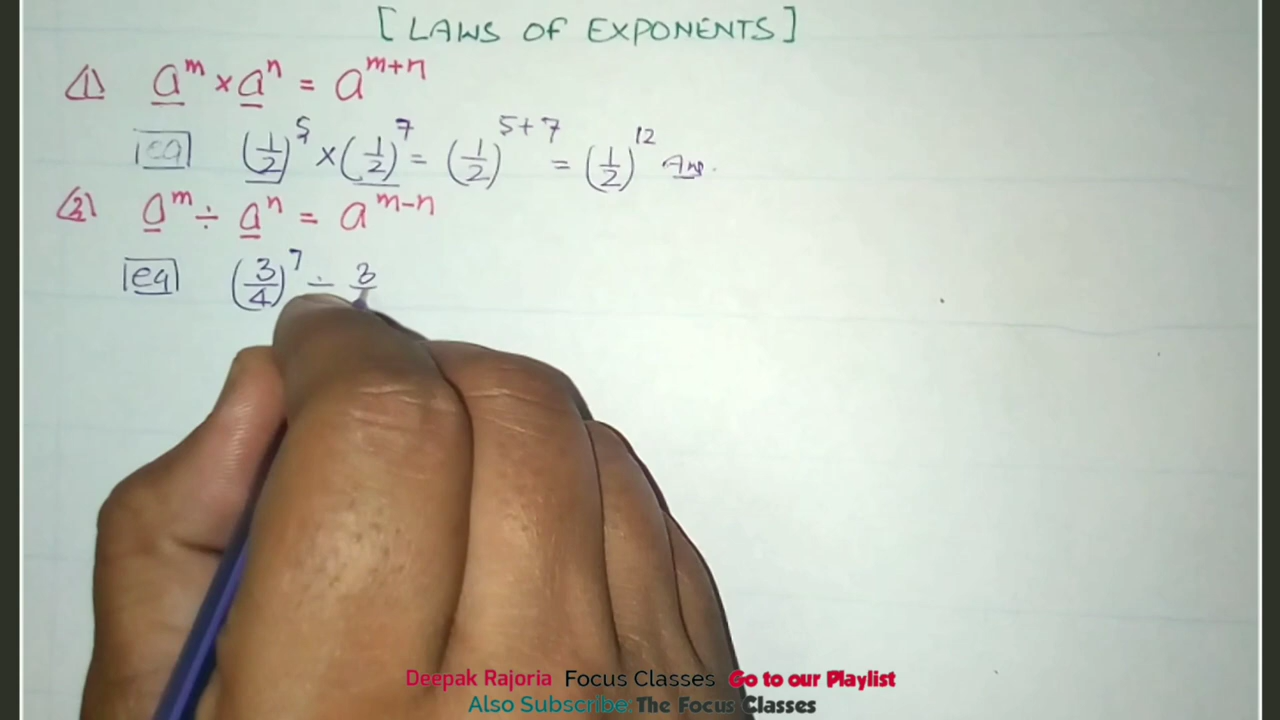 [LAWS OF EXPONENTS]
(1) a^m × a^n = a^(m+n)
eg (1/2)^5 × (1/2)^7 = (1/2)^(5+7) = (1/2)^12 Ans.
(2) a^m ÷ a^n = a^(m-n)
eg (3/4)^7 ÷ 3
Deepak Rajoria Focus Classes Go to our Playlist
Also Subscribe The Focus Classes